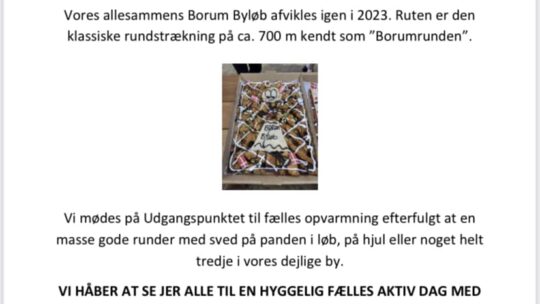 Vores allesammens Borum Byløb afvikles igen i 2023. Ruten er den
klassiske rundstrækning på ca. 700 m kendt som ”Borumrunden”.
Vi mødes på Udgangspunktet til fælles opvarmning efterfulgt at en
masse gode runder med sved på panden i løb, på hjul eller noget helt
tredje i vores dejlige by.
VI HÅBER AT SE JER ALLE TIL EN HYGGELIG FÆLLES AKTIV DAG MED